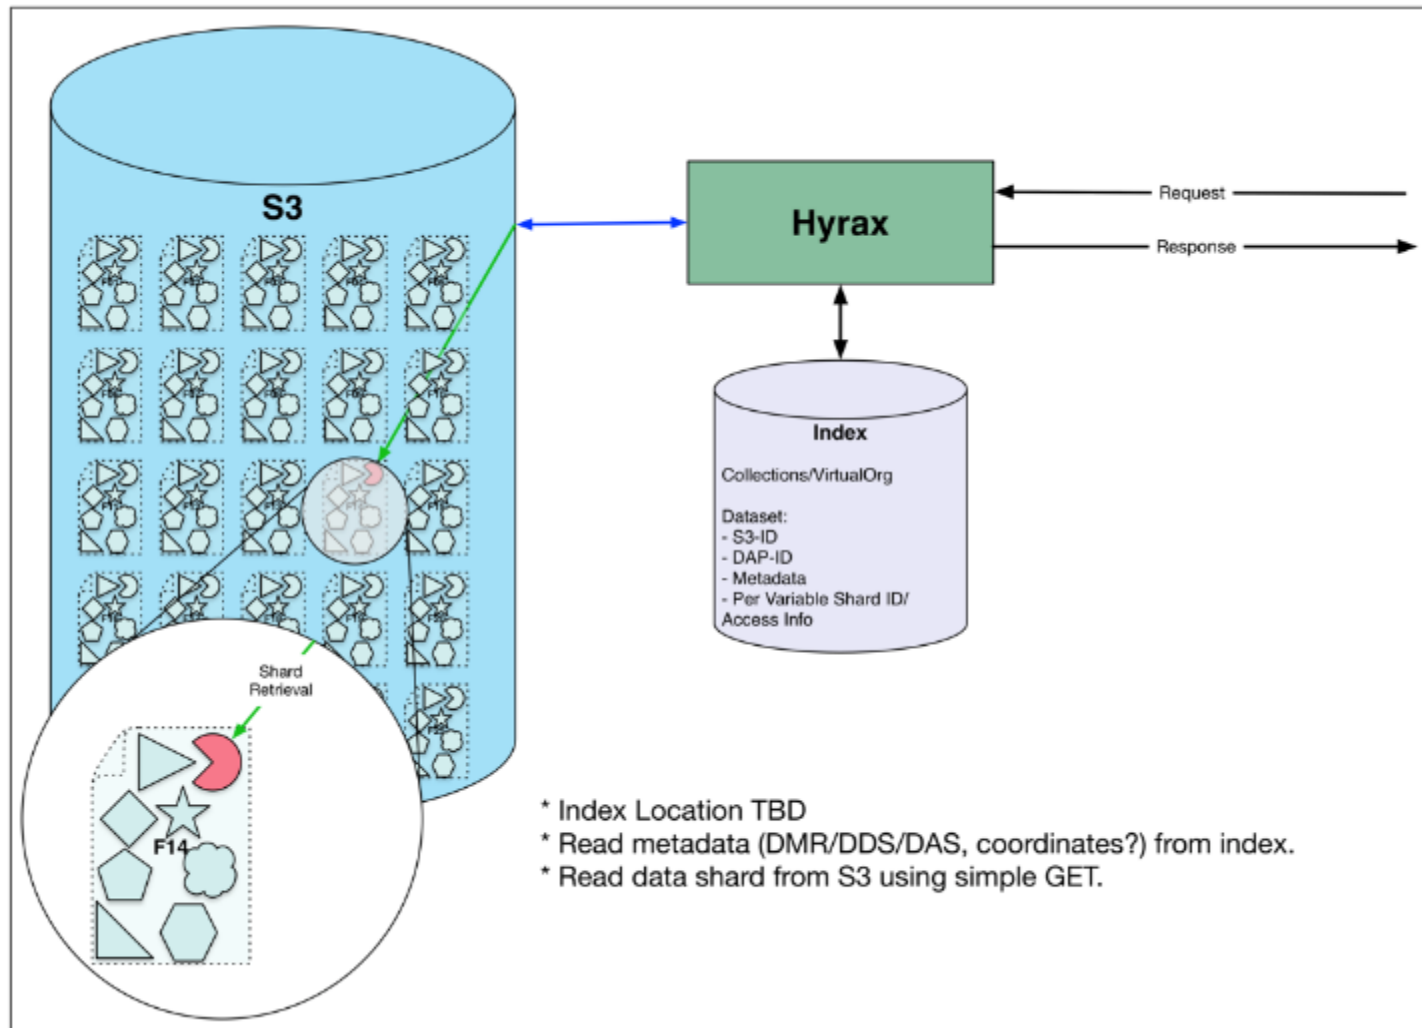 S3
Hyrax
Request
Response
Index
Collections/VirtualOrg
Dataset:
- S3-ID
- DAP-ID
- Metadata
- Per Variable Shard ID/
Access Info
Shard
Retrieval
F14
* Index Location TBD
* Read metadata (DMR/DDS/DAS, coordinates?) from index.
* Read data shard from S3 using simple GET.